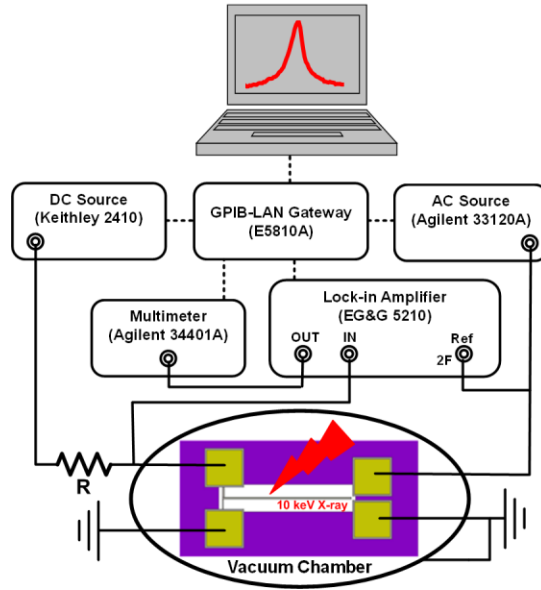 DC Source
(Keithley 2410)
GPIB-LAN Gateway
(E5810A)
AC Source
(Agilent 33120A)
Multimeter
(Agilent 34401A)
Lock-in Amplifier
(EG&G 5210)
OUT
IN
Ref
2F
R
10 keV X-ray
Vacuum Chamber